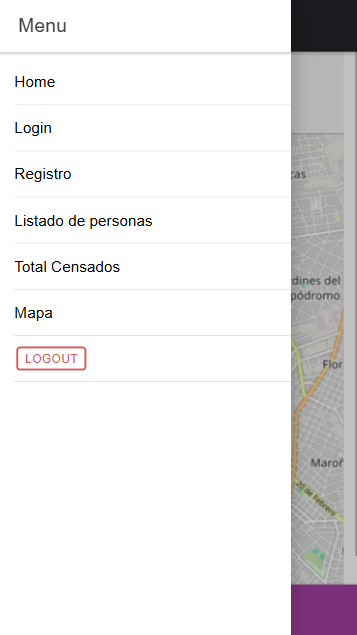 Menu
Home
Login
Registro
Listado de personas
Total Censados
Mapa
LOGOUT
cas
dines del
pódromo
Flor
Maroñ
20 de Febrero